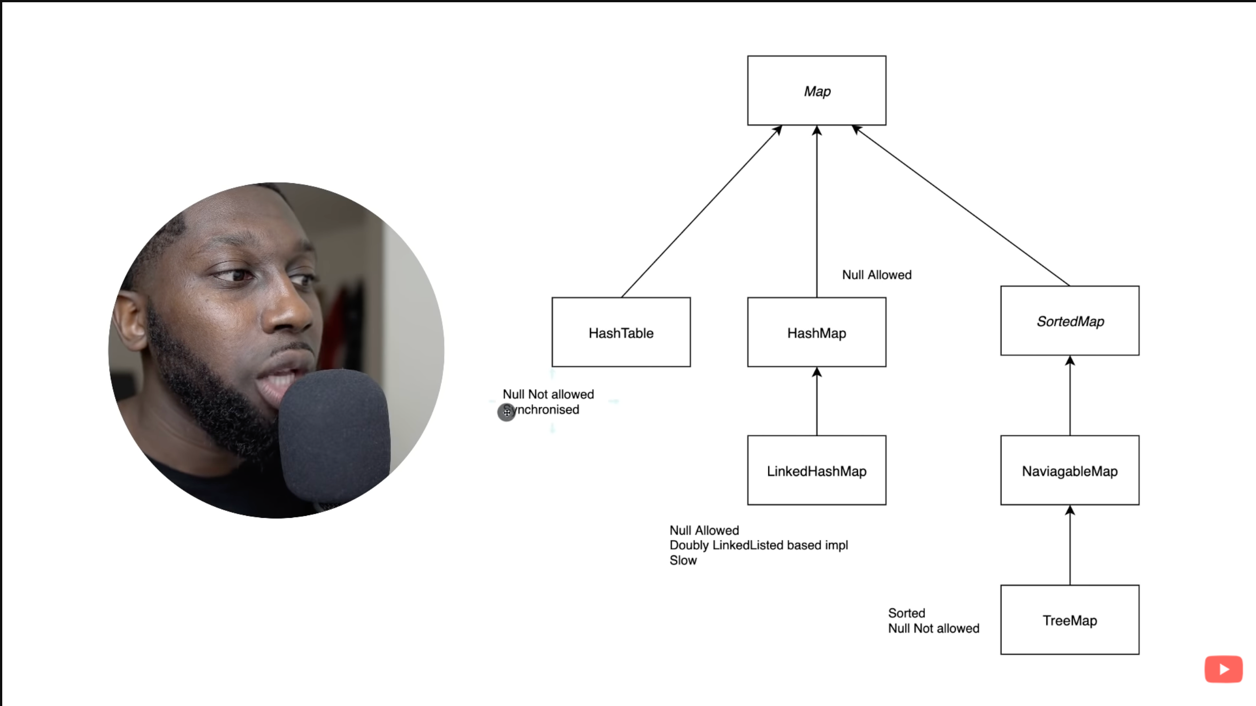 Map
Null Allowed
HashTable
HashMap
SortedMap
Null Not allowed
ynchronised
LinkedHashMap
NaviagableMap
Null Allowed
Doubly LinkedListed based impl
Slow
Sorted
Null Not allowed
TreeMap